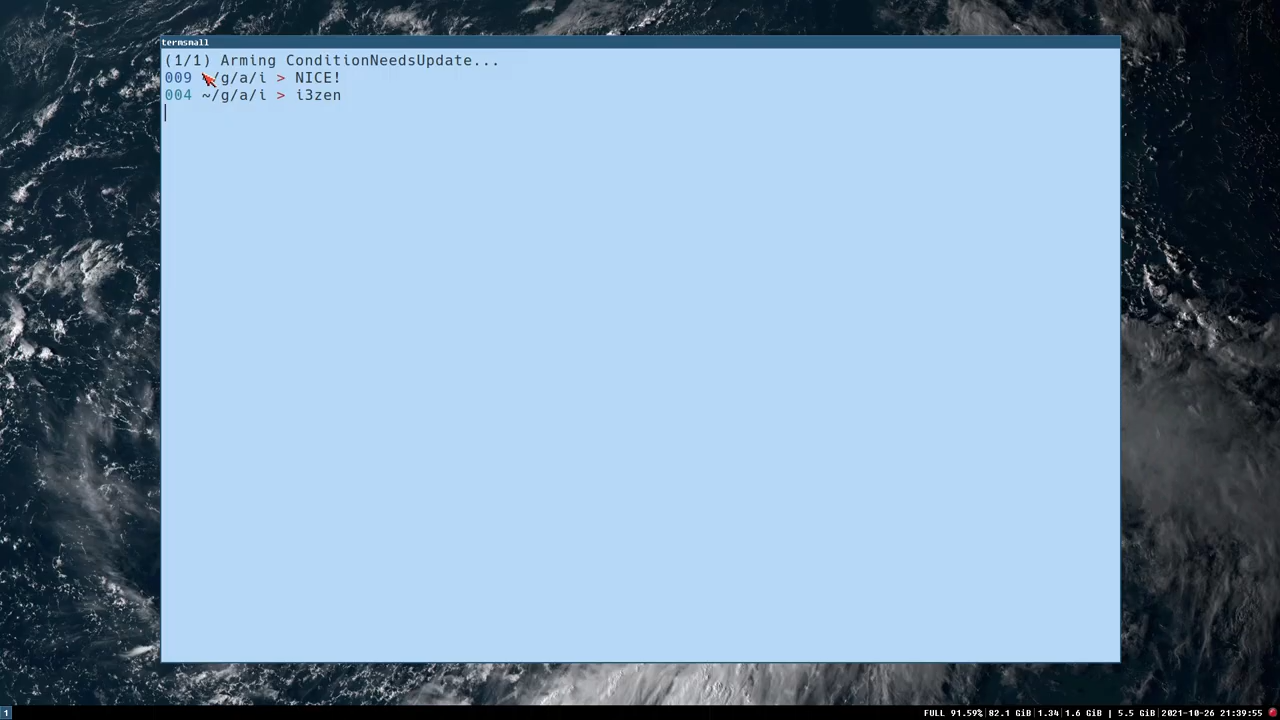 termsmall
(1/1) Arming ConditionNeedsUpdate...
009 ~/g/a/i > NICE!
004 ~/g/a/i > i3zen
1
FULL 91.59%|82.1 GiB|1.34|1.6 GiB | 5.5 GiB|2021-10-26 21:39:55